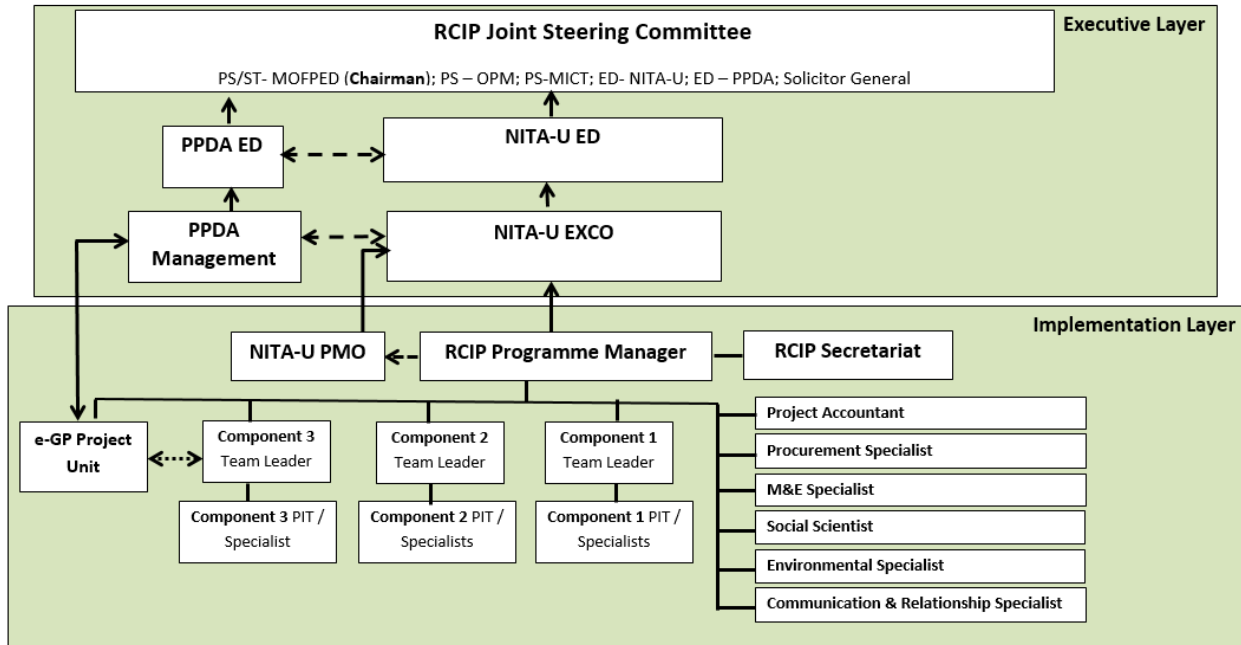 Executive Layer
RCIP Joint Steering Committee
PS/ST- MOFPED (Chairman); PS – OPM; PS-MICT; ED- NITA-U; ED – PPDA; Solicitor General
PPDA ED
NITA-U ED
PPDA
Management
NITA-U EXCO
Implementation Layer
NITA-U PMO
RCIP Programme Manager
RCIP Secretariat
e-GP Project
Unit
Component 3
Team Leader
Component 2
Team Leader
Component 1
Team Leader
Component 3 PIT /
Specialist
Component 2 PIT /
Specialists
Component 1 PIT /
Specialists
Project Accountant
Procurement Specialist
M&E Specialist
Social Scientist
Environmental Specialist
Communication & Relationship Specialist